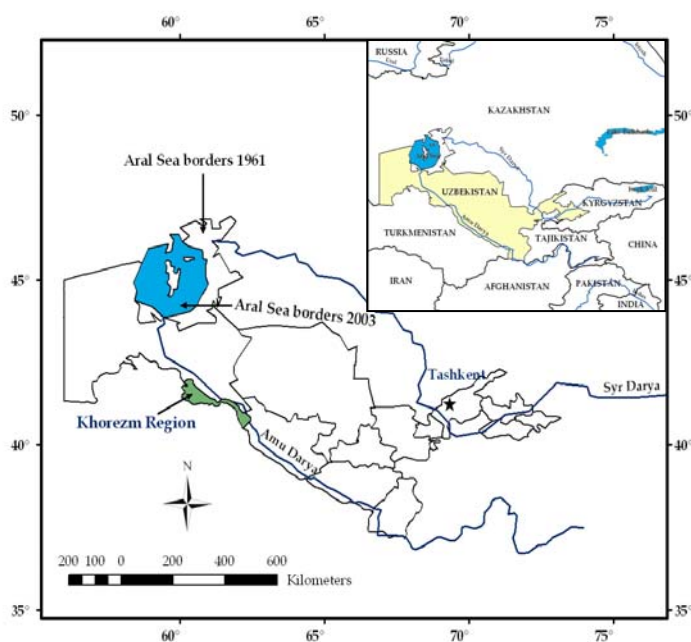 60°
65°
70°
75°
50°
45°
40°
35°
50°
45°
40°
35°
60°
65°
70°
75°
RUSSIA
Ural
KAZAKHSTAN
Syr Darya
UZBEKISTAN
KYRGYZSTAN
Amu Darya
TURKMENISTAN
TAJIKISTAN
CHINA
IRAN
AFGHANISTAN
PAKISTAN
INDIA
Aral Sea borders 1961
Aral Sea borders 2003
Tashkent
Syr Darya
Khorezm Region
Amu Darya
N
200 100 0 200 400 600
Kilometers